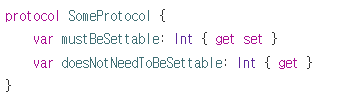 protocol SomeProtocol {
    var mustBeSettable: Int { get set }
    var doesNotNeedToBeSettable: Int { get }
}